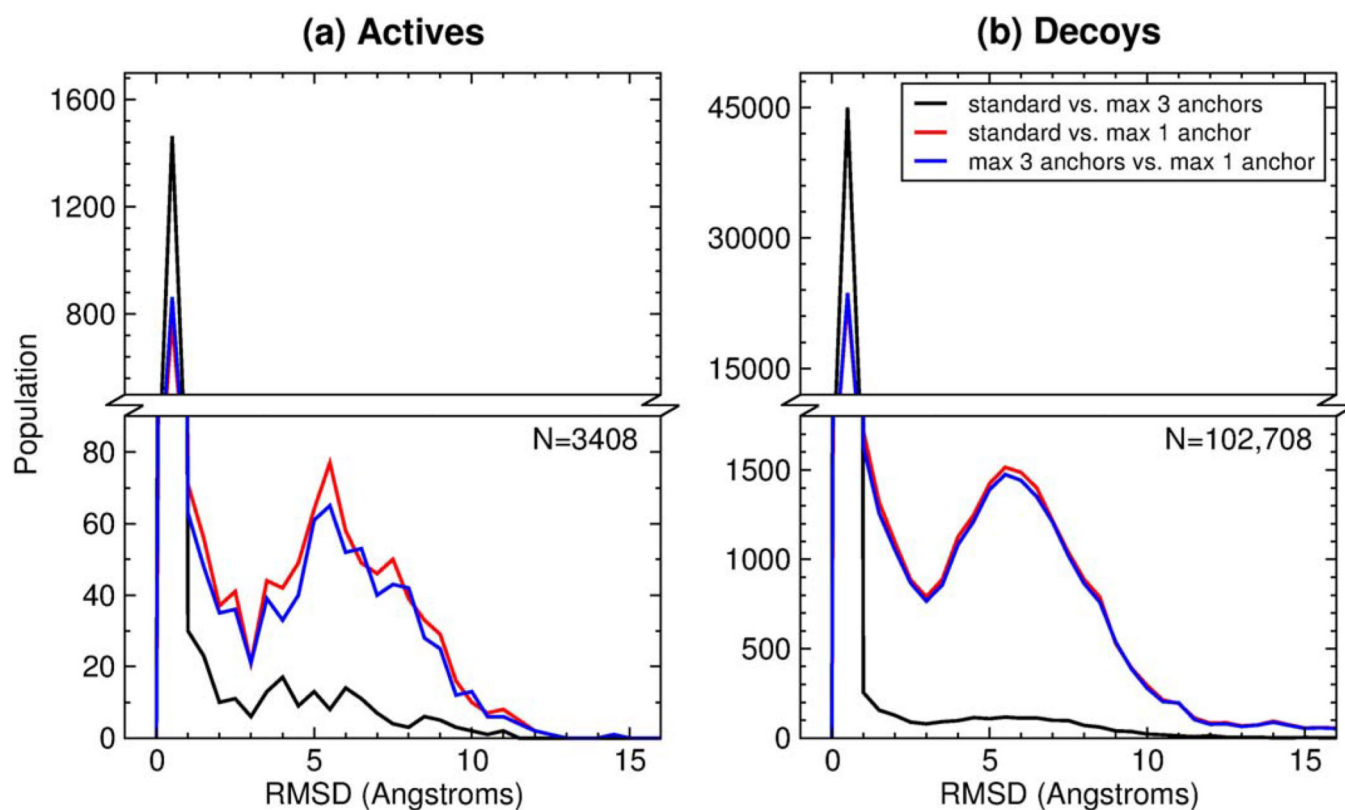 (a) Actives
(b) Decoys
1600
1200
800
80
60
40
20
0
Population
N=3408
0
5
10
15
RMSD (Angstroms)
standard vs. max 3 anchors
standard vs. max 1 anchor
max 3 anchors vs. max 1 anchor
45000
30000
15000
1500
1000
500
0
N=102,708
0
5
10
15
RMSD (Angstroms)